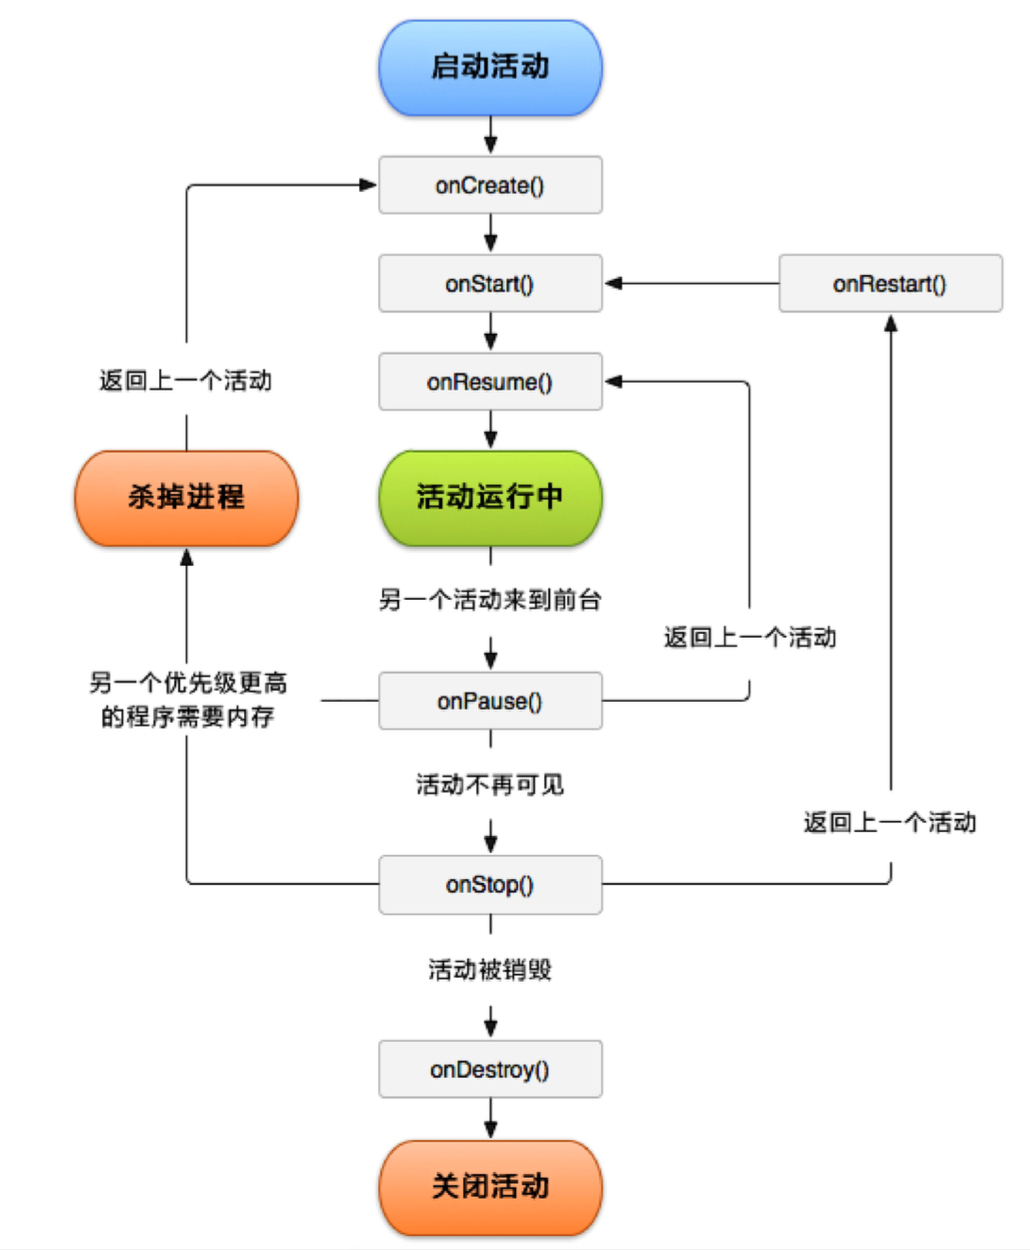 启动活动
onCreate()
onStart()
onRestart()
onResume()
返回上一个活动
杀掉进程
活动运行中
另一个活动来到前台
返回上一个活动
另一个优先级更高
的程序需要内存
onPause()
活动不再可见
返回上一个活动
onStop()
活动被销毁
onDestroy()
关闭活动